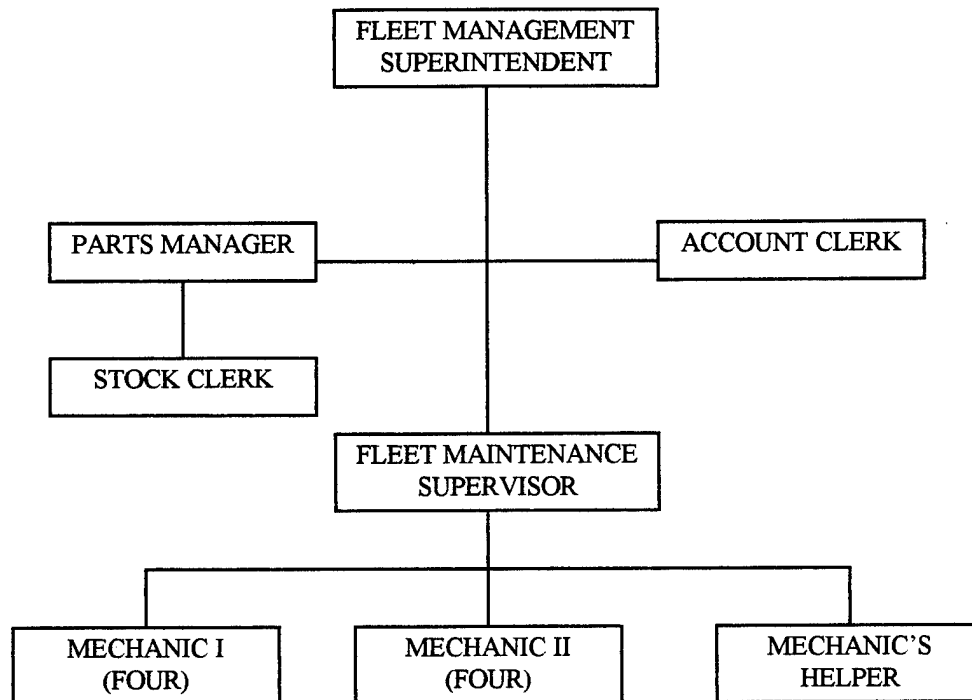 FLEET MANAGEMENT
SUPERINTENDENT
PARTS MANAGER
ACCOUNT CLERK
STOCK CLERK
FLEET MAINTENANCE
SUPERVISOR
MECHANIC I
(FOUR)
MECHANIC II
(FOUR)
MECHANIC'S
HELPER